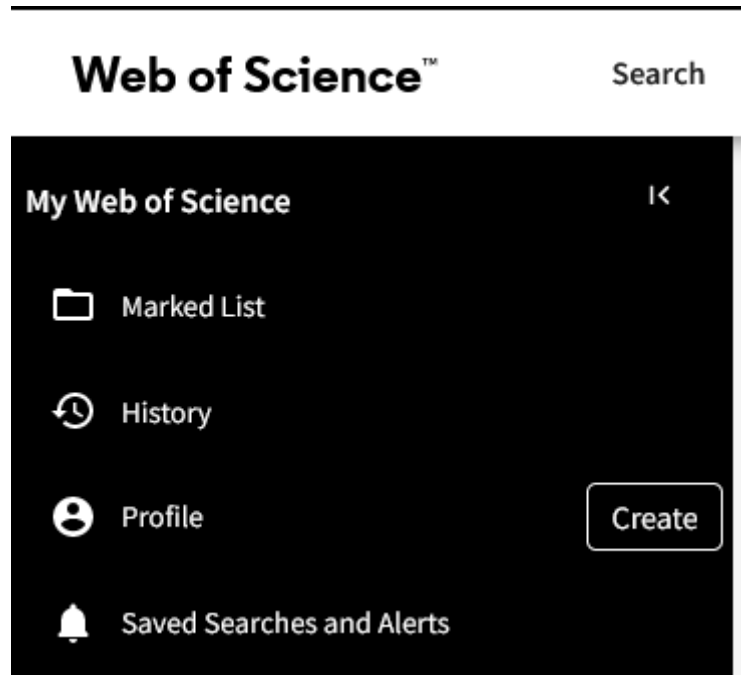 Web of Science™ Search
My Web of Science
Marked List
History
Profile Create
Saved Searches and Alerts